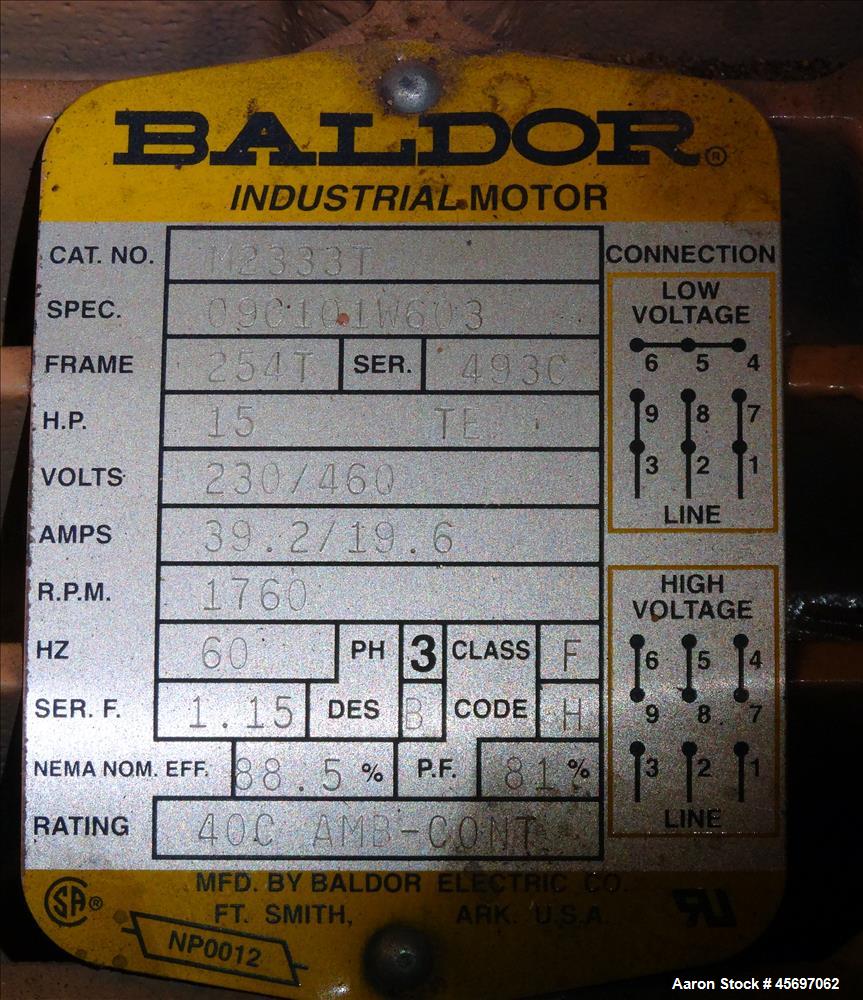 BALDOR®
INDUSTRIAL MOTOR
CAT. NO. M2333T
SPEC. 09C101W603
FRAME 254T SER. 493C
H.P. 15 TE
VOLTS 230/460
AMPS 39.2/19.6
R.P.M. 1760
HZ 60 PH 3 CLASS F
SER. F. 1.15 DES B CODE H
NEMA NOM. EFF. 88.5 % P.F. 81 %
RATING 40C AMB-CONT
CONNECTION
LOW
VOLTAGE
6 5 4
9 8 7
3 2 1
LINE
HIGH
VOLTAGE
6 5 4
9 8 7
3 2 1
LINE
MFD. BY BALDOR ELECTRIC CO.
FT. SMITH, ARK. U.S.A.
SA®
NP0012
RU
Aaron Stock # 45697062